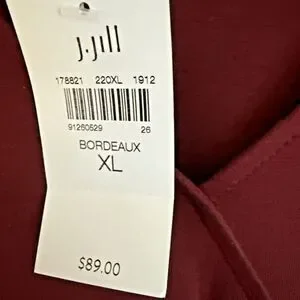 J.Jill
178821 220XL 1912
91260529 26
BORDEAUX
XL
$89.00